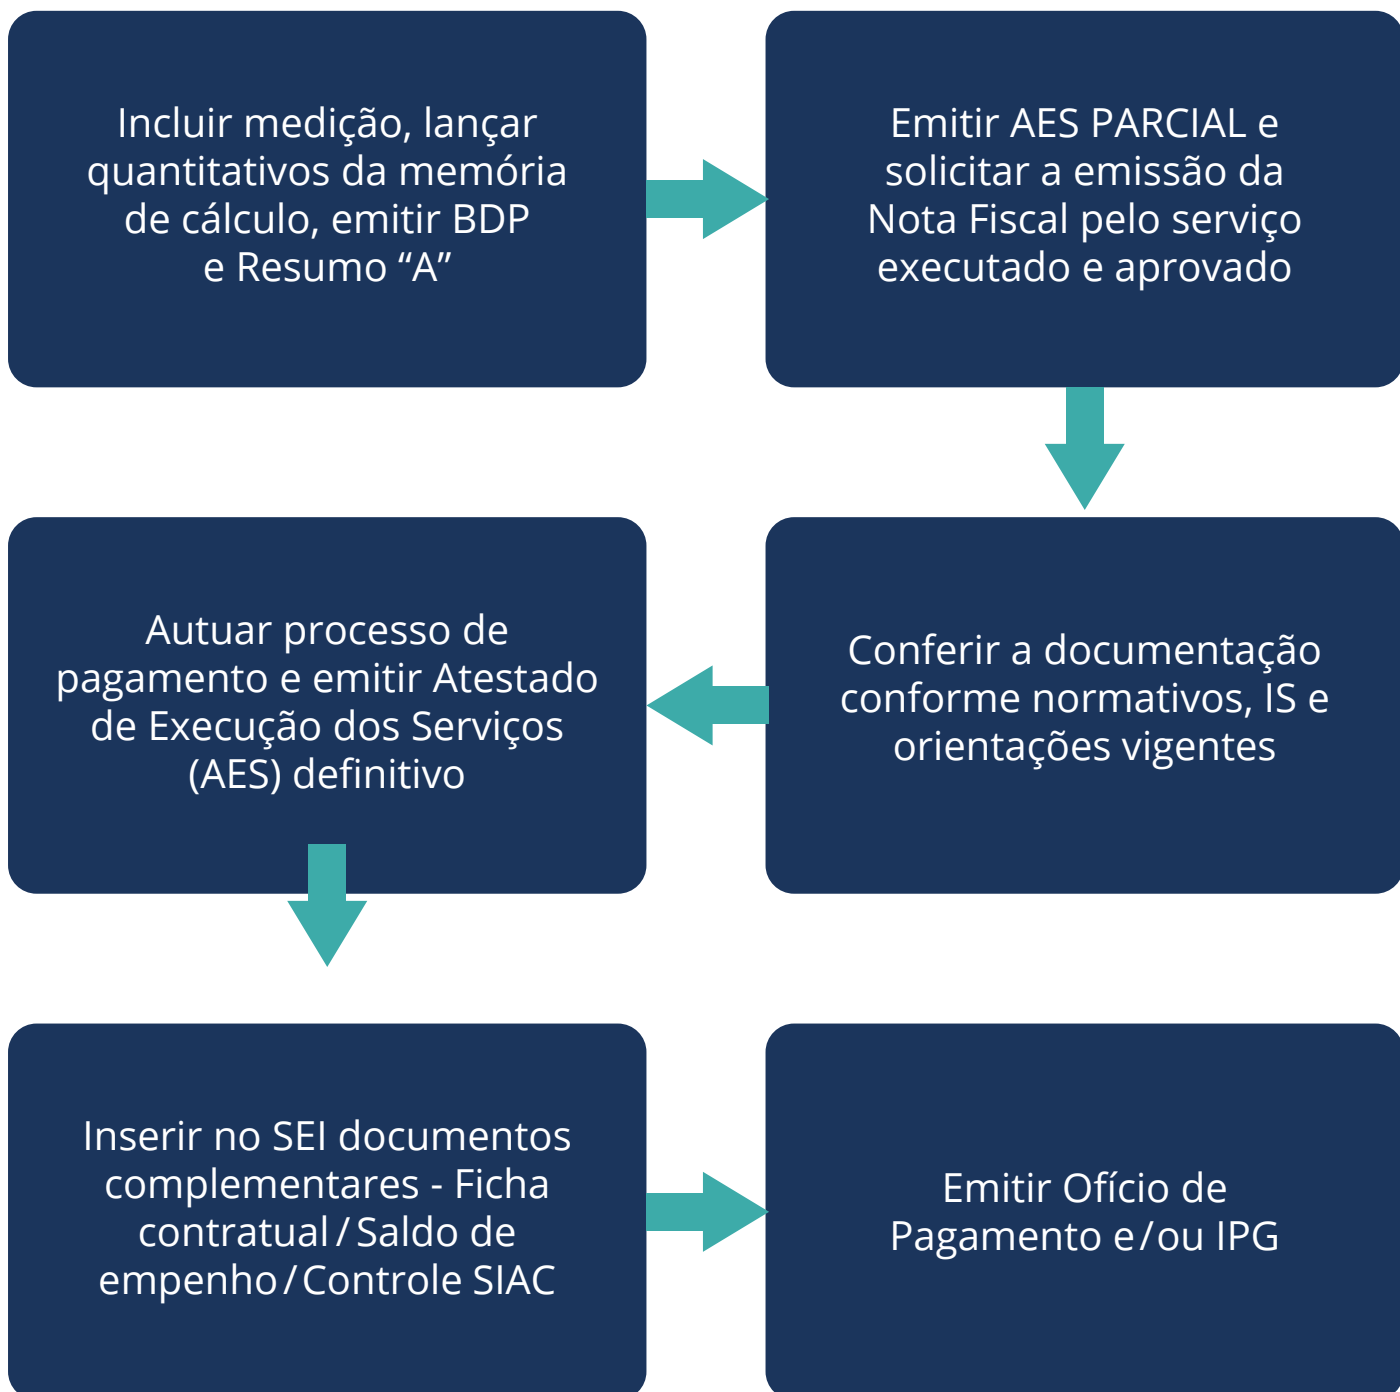 Incluir medição, lançar
quantitativos da memória
de cálculo, emitir BDP
e Resumo “A”
Emitir AES PARCIAL e
solicitar a emissão da
Nota Fiscal pelo serviço
executado e aprovado
Conferir a documentação
conforme normativos, IS e
orientações vigentes
Autuar processo de
pagamento e emitir Atestado
de Execução dos Serviços
(AES) definitivo
Inserir no SEI documentos
complementares - Ficha
contratual/Saldo de
empenho/Controle SIAC
Emitir Ofício de
Pagamento e/ou IPG